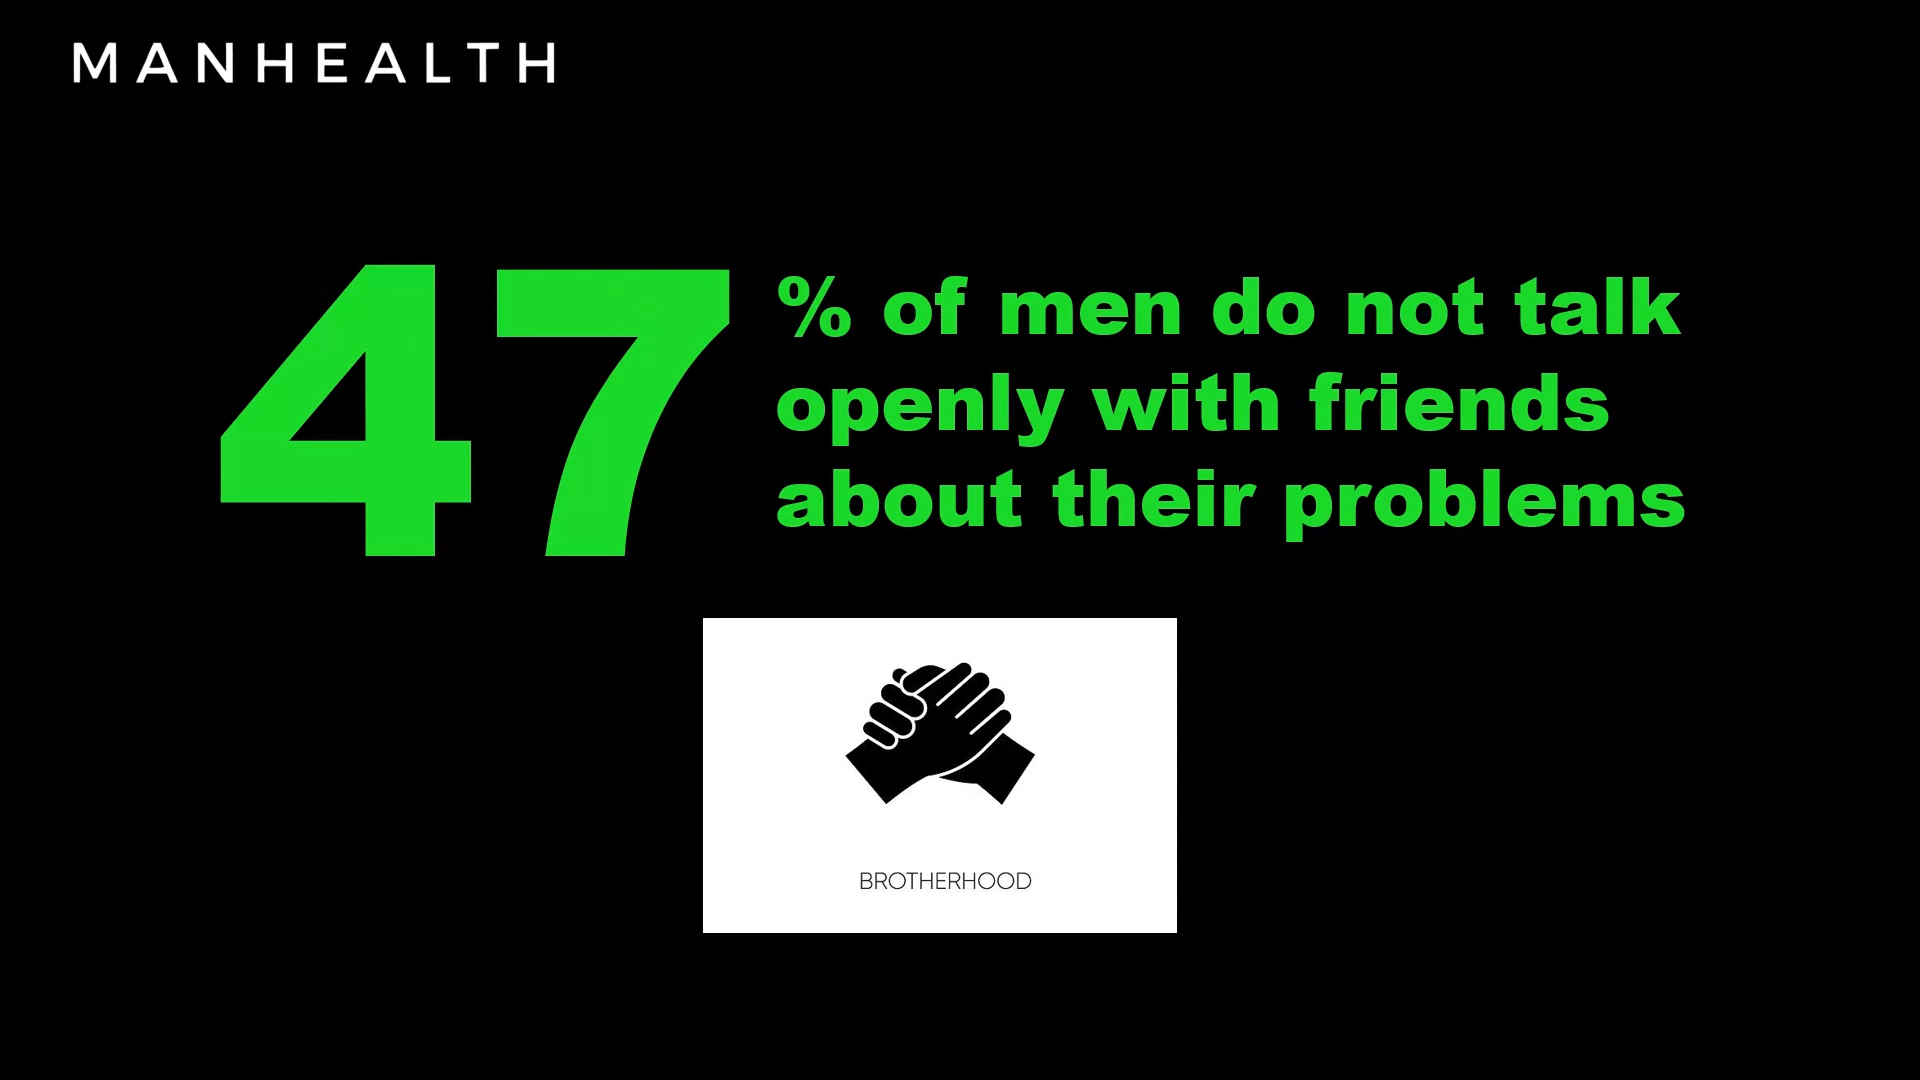 MANHEALTH
47
% of men do not talk
openly with friends
about their problems
BROTHERHOOD